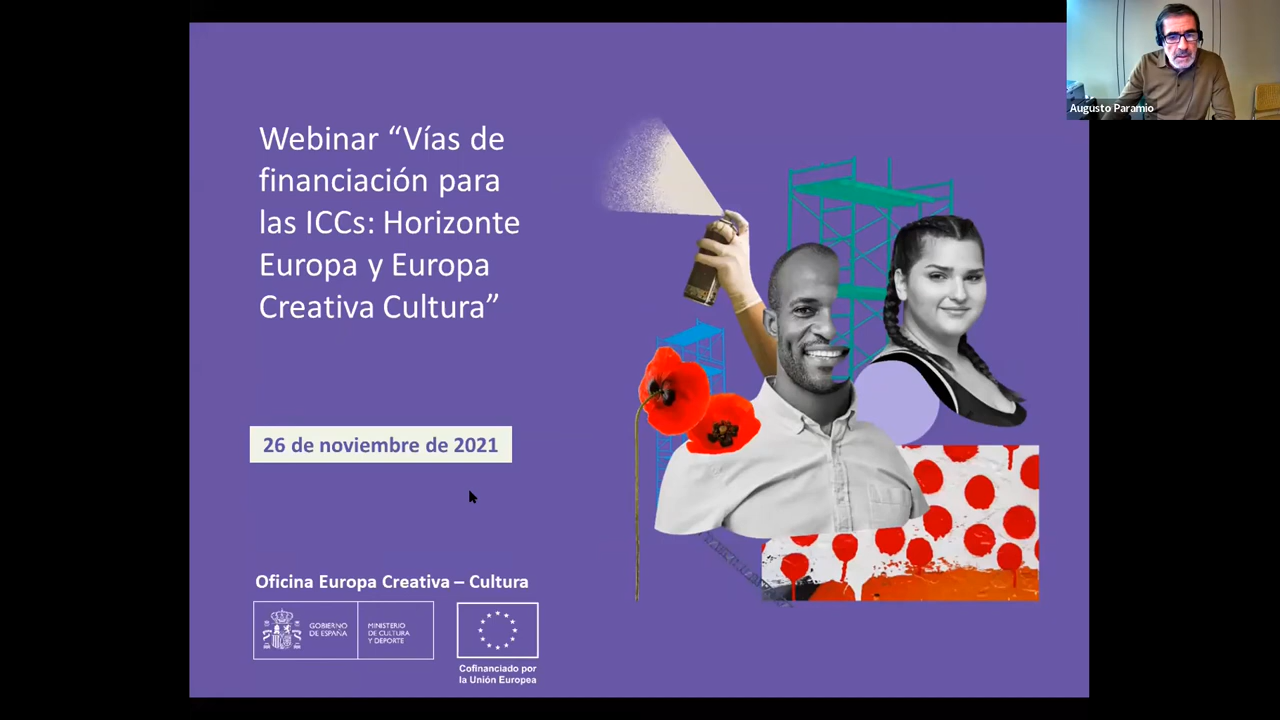 Webinar “Vías de
financiación para
las ICCs: Horizonte
Europa y Europa
Creativa Cultura”
26 de noviembre de 2021
Oficina Europa Creativa – Cultura
GOBIERNO
DE ESPAÑA
MINISTERIO
DE CULTURA
Y DEPORTE
Cofinanciado por
la Unión Europea
Augusto Paramio